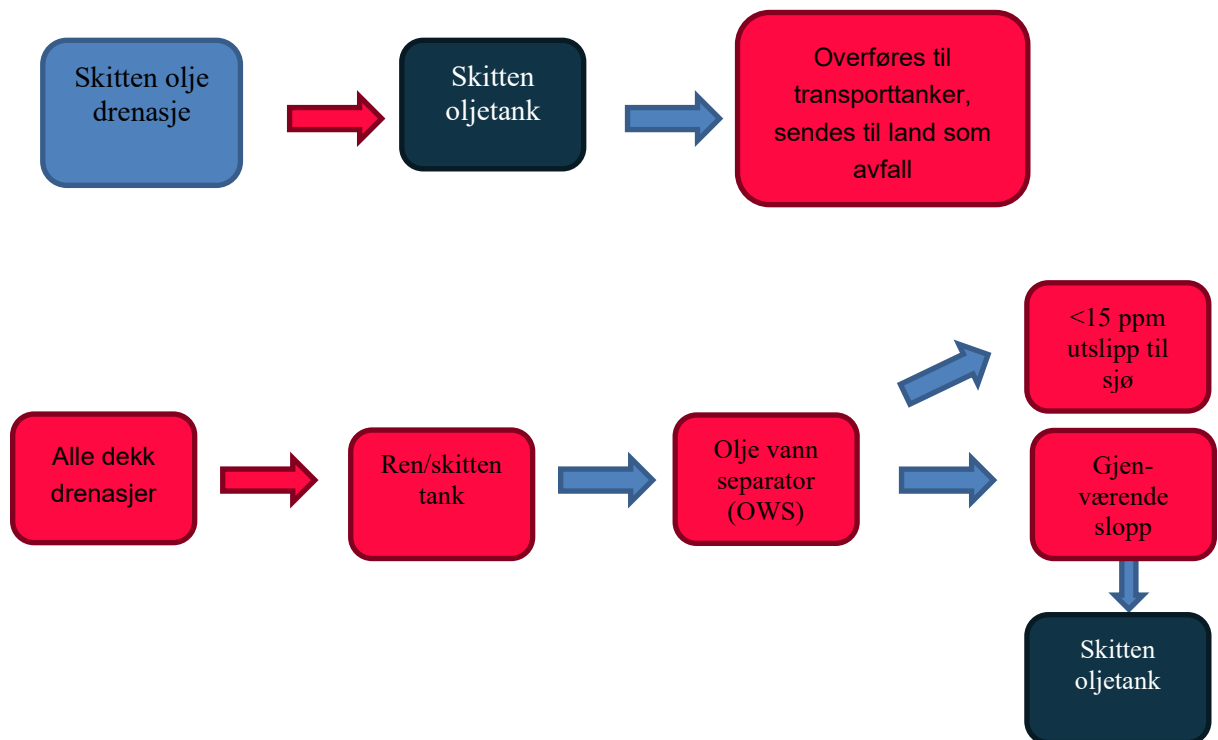 Skitten olje
drenasje
Skitten
oljetank
Overføres til
transporttanker,
sendes til land som
avfall
<15 ppm
utslipp til
sjø
Alle dekk
drenasjer
Ren/skitten
tank
Olje vann
separator
(OWS)
Gjen-
værende
slopp
Skitten
oljetank